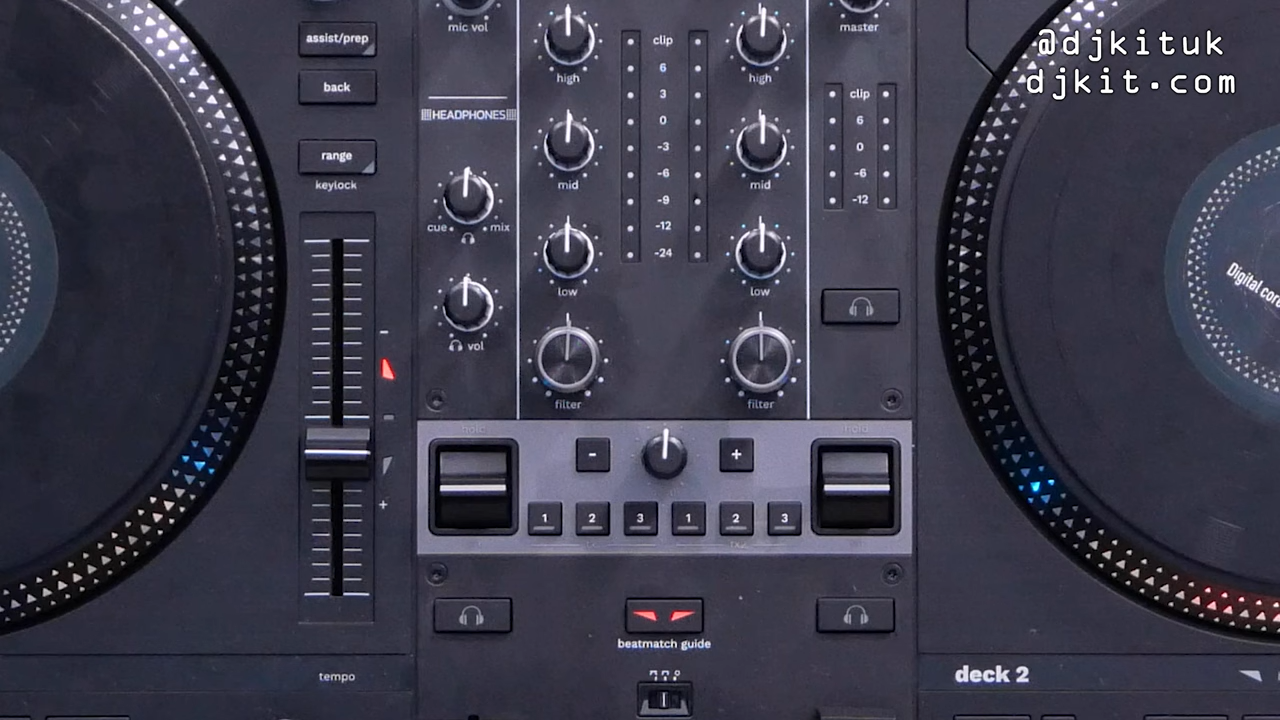 @djkituk
djkit.com
assist/prep
back
range
keylock
mic vol
HEADPHONES
cue
mix
vol
high
mid
low
filter
clip
6
3
0
-3
-6
-9
-12
-24
high
mid
low
filter
master
clip
6
0
-6
-12
Digital
-
+
hold
hold
-
+
1
2
3
1
2
3
beatmatch guide
tempo
deck 2